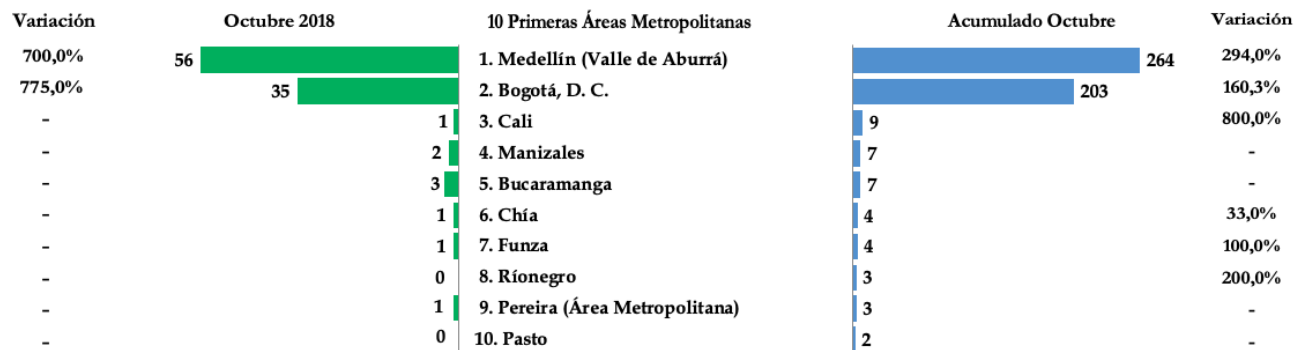 Variación Octubre 2018 10 Primeras Áreas Metropolitanas Acumulado Octubre Variación
700,0% 56 1. Medellín (Valle de Aburrá) 264 294,0%
775,0% 35 2. Bogotá, D. C. 203 160,3%
- 1 3. Cali 9 800,0%
- 2 4. Manizales 7 -
- 3 5. Bucaramanga 7 -
- 1 6. Chía 4 33,0%
- 1 7. Funza 4 100,0%
- 0 8. Ríonegro 3 200,0%
- 1 9. Pereira (Área Metropolitana) 3 -
- 0 10. Pasto 2 -